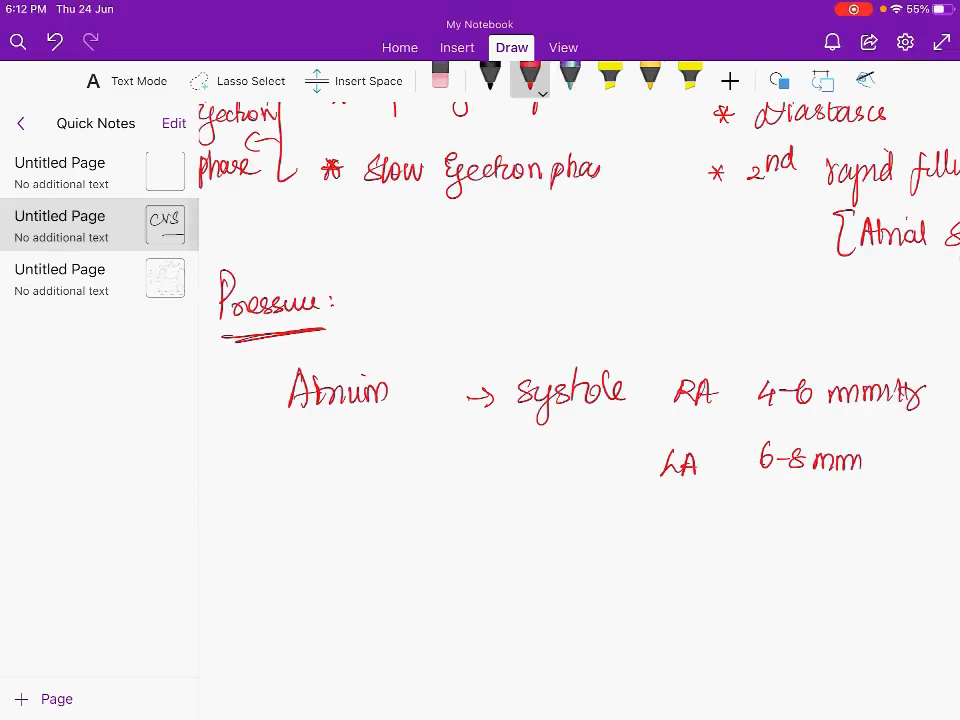 6:12 PM Thu 24 Jun 55%
My Notebook
Home Insert Draw View
Text Mode Lasso Select Insert Space
Quick Notes Edit
Untitled Page
No additional text
Untitled Page
No additional text
CNS
Untitled Page
No additional text
Page
Ejection
phase
* Diastasis
* Slow Ejection phas
* 2nd rapid filli
[Atrial S
Pressure:
Atrium → systole RA 4-6 mmHg
LA 6-8 mm